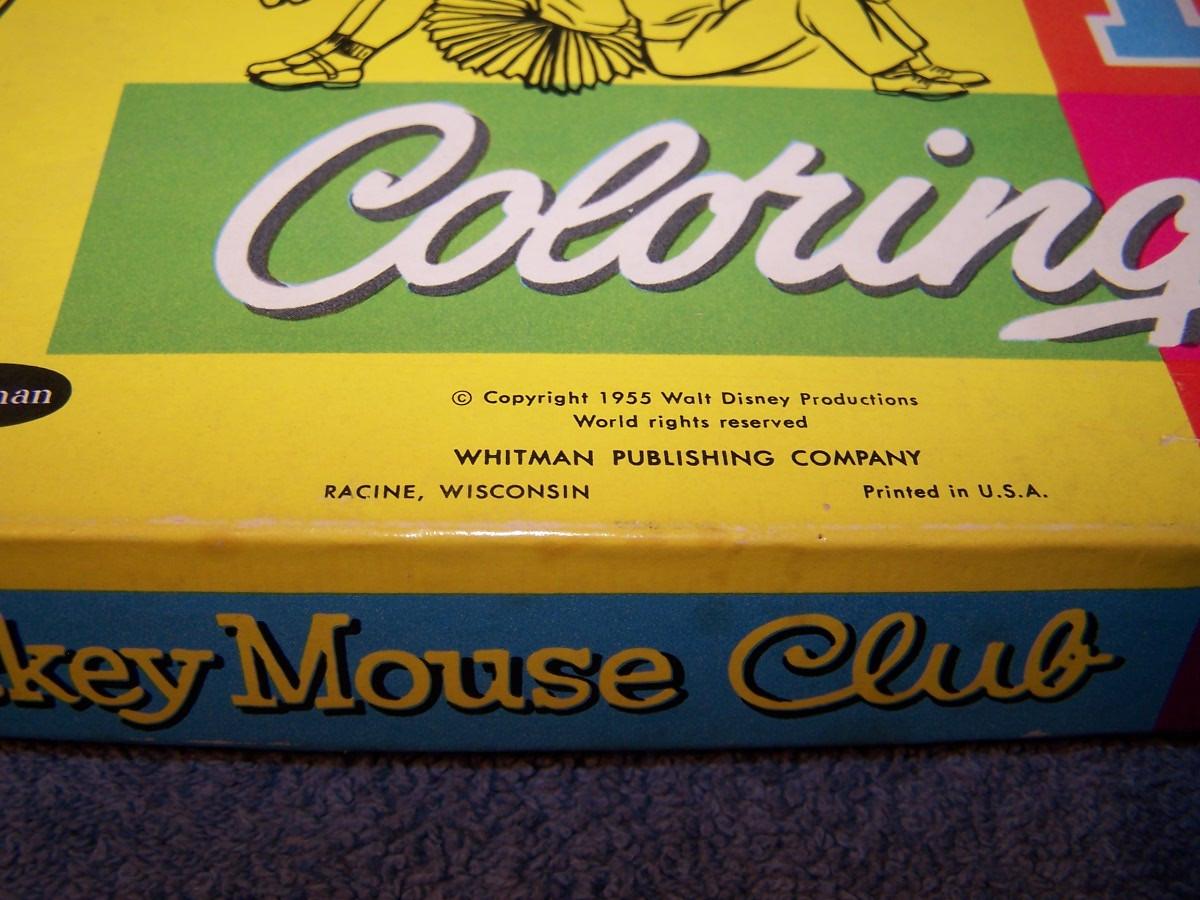 Coloring
man
© Copyright 1955 Walt Disney Productions
World rights reserved
WHITMAN PUBLISHING COMPANY
RACINE, WISCONSIN Printed in U.S.A.
key Mouse Club